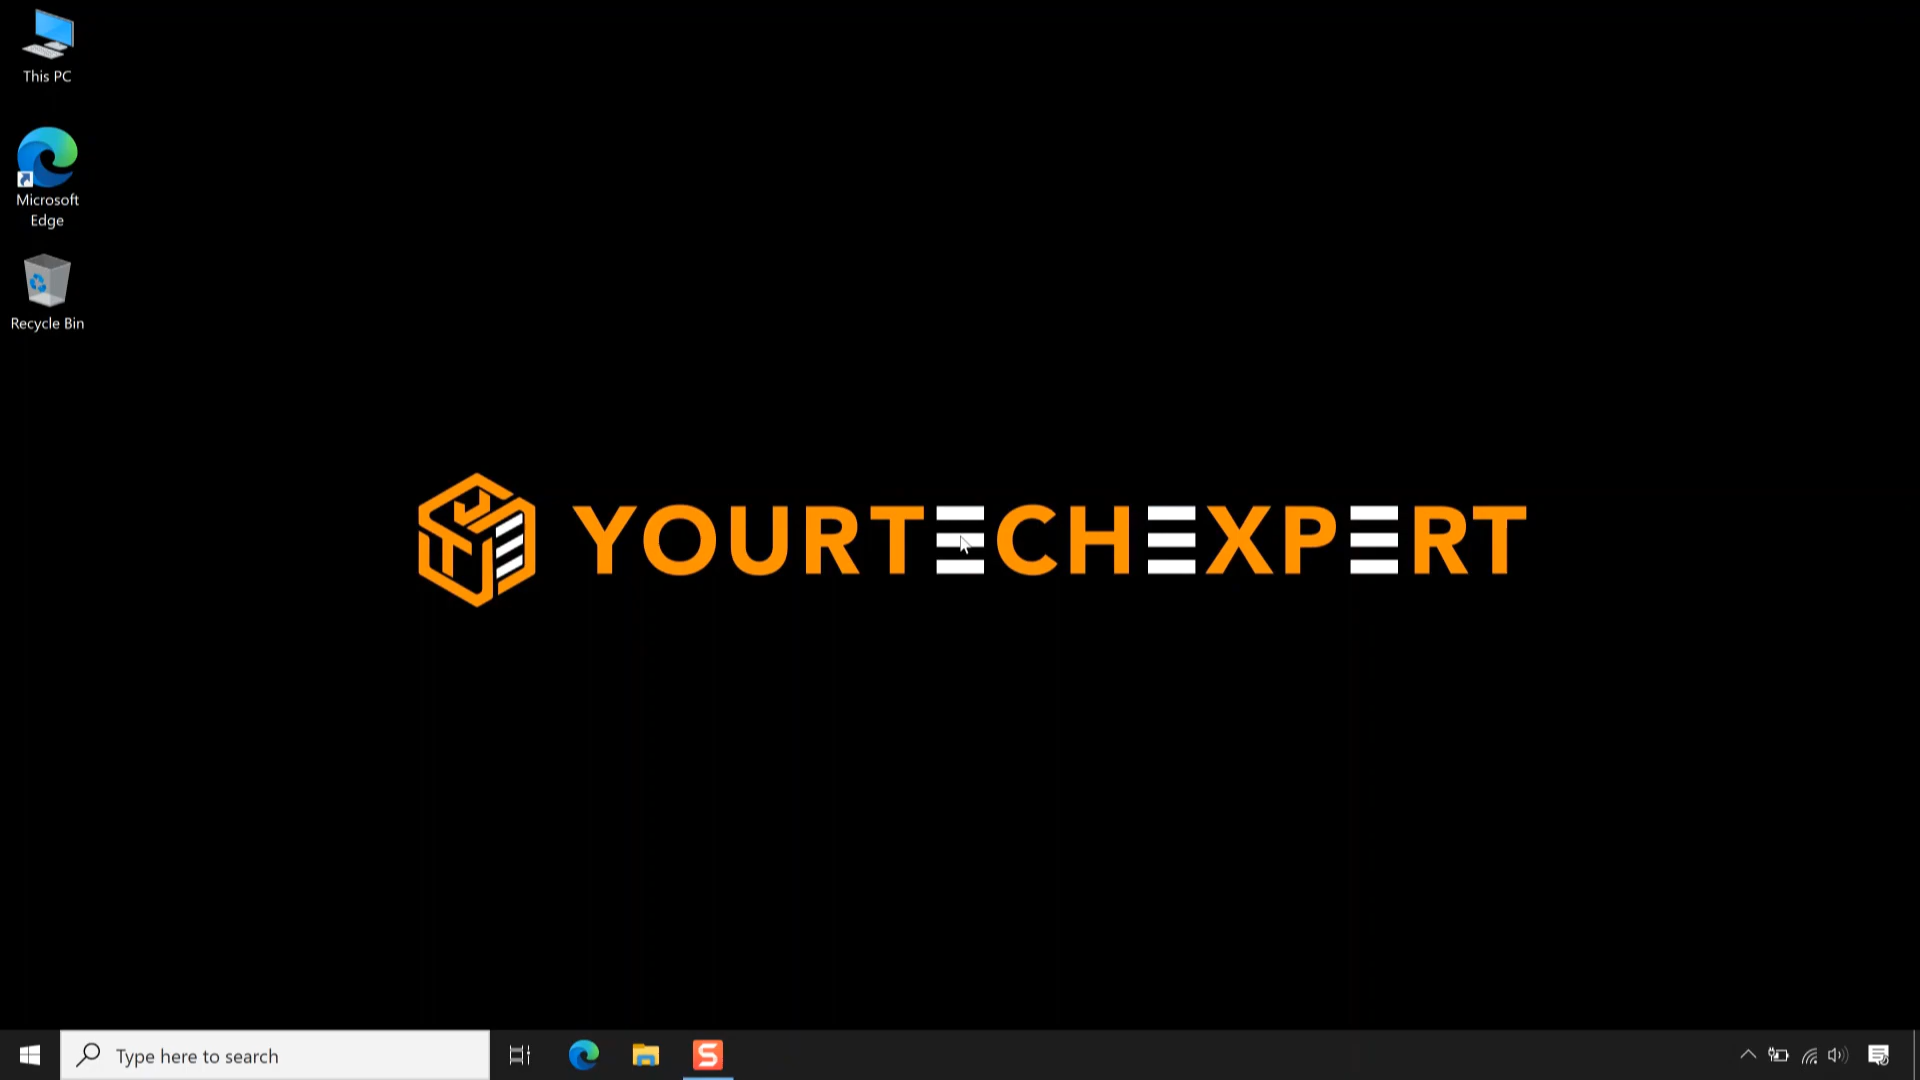 This PC
Microsoft
Edge
Recycle Bin
YOURTECHEXPERT
Type here to search